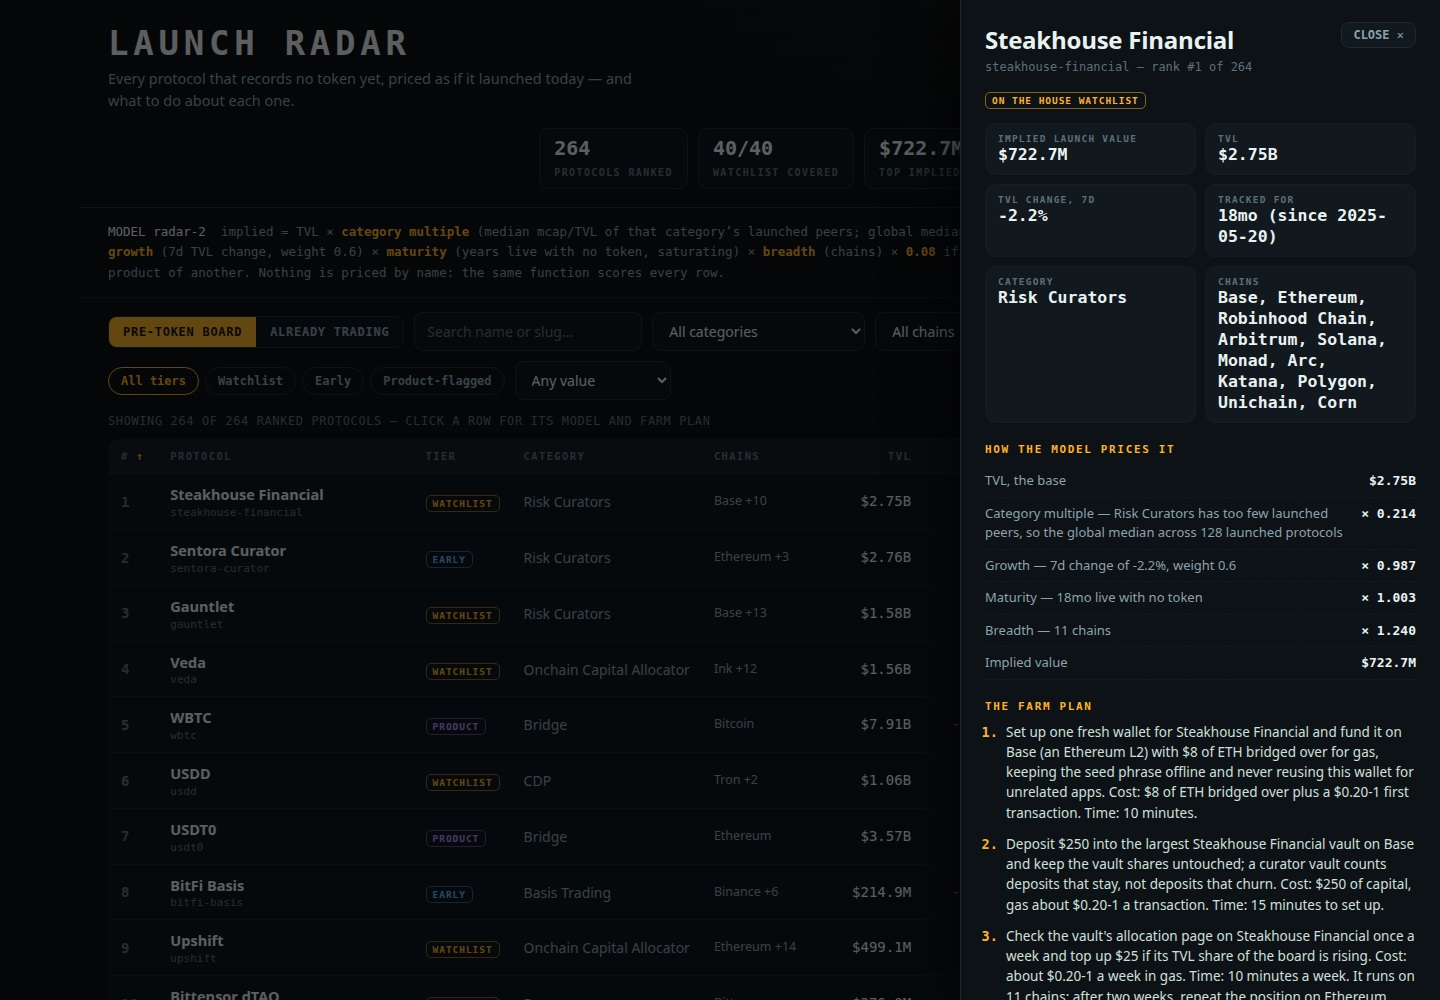 LAUNCH RADAR
Every protocol that records no token yet, priced as if it launched today — and
what to do about each one.
264
PROTOCOLS RANKED
40/40
WATCHLIST COVERED
$722.7M
TOP IMPLIED
MODEL radar-2 implied = TVL × category multiple (median mcap/TVL of that category’s launched peers; global median
growth (7d TVL change, weight 0.6) × maturity (years live with no token, saturating) × breadth (chains) × 0.08 if
product of another. Nothing is priced by name: the same function scores every row.
PRE-TOKEN BOARD ALREADY TRADING Search name or slug... All categories All chains
All tiers Watchlist Early Product-flagged Any value
SHOWING 264 OF 264 RANKED PROTOCOLS — CLICK A ROW FOR ITS MODEL AND FARM PLAN
# ↑ PROTOCOL TIER CATEGORY CHAINS TVL
1 Steakhouse Financial WATCHLIST Risk Curators Base +10 $2.75B
steakhouse-financial
2 Sentora Curator EARLY Risk Curators Ethereum +3 $2.76B
sentora-curator
3 Gauntlet WATCHLIST Risk Curators Base +13 $1.58B
gauntlet
4 Veda WATCHLIST Onchain Capital Allocator Ink +12 $1.56B
veda
5 WBTC PRODUCT Bridge Bitcoin $7.91B -
wbtc
6 USDD WATCHLIST CDP Tron +2 $1.06B
usdd
7 USDT0 PRODUCT Bridge Ethereum $3.57B
usdt0
8 BitFi Basis EARLY Basis Trading Binance +6 $214.9M -
bitfi-basis
9 Upshift WATCHLIST Onchain Capital Allocator Ethereum +14 $499.1M
upshift
Bittensor dTAO
Steakhouse Financial
CLOSE ×
steakhouse-financial — rank #1 of 264
ON THE HOUSE WATCHLIST
IMPLIED LAUNCH VALUE
$722.7M
TVL
$2.75B
TVL CHANGE, 7D
-2.2%
TRACKED FOR
18mo (since 2025-
05-20)
CATEGORY
Risk Curators
CHAINS
Base, Ethereum,
Robinhood Chain,
Arbitrum, Solana,
Monad, Arc,
Katana, Polygon,
Unichain, Corn
HOW THE MODEL PRICES IT
TVL, the base $2.75B
Category multiple — Risk Curators has too few launched × 0.214
peers, so the global median across 128 launched protocols
Growth — 7d change of -2.2%, weight 0.6 × 0.987
Maturity — 18mo live with no token × 1.003
Breadth — 11 chains × 1.240
Implied value $722.7M
THE FARM PLAN
1. Set up one fresh wallet for Steakhouse Financial and fund it on
Base (an Ethereum L2) with $8 of ETH bridged over for gas,
keeping the seed phrase offline and never reusing this wallet for
unrelated apps. Cost: $8 of ETH bridged over plus a $0.20-1 first
transaction. Time: 10 minutes.
2. Deposit $250 into the largest Steakhouse Financial vault on Base
and keep the vault shares untouched; a curator vault counts
deposits that stay, not deposits that churn. Cost: $250 of capital,
gas about $0.20-1 a transaction. Time: 15 minutes to set up.
3. Check the vault's allocation page on Steakhouse Financial once a
week and top up $25 if its TVL share of the board is rising. Cost:
about $0.20-1 a week in gas. Time: 10 minutes a week. It runs on
11 chains; after two weeks, repeat the position on Ethereum